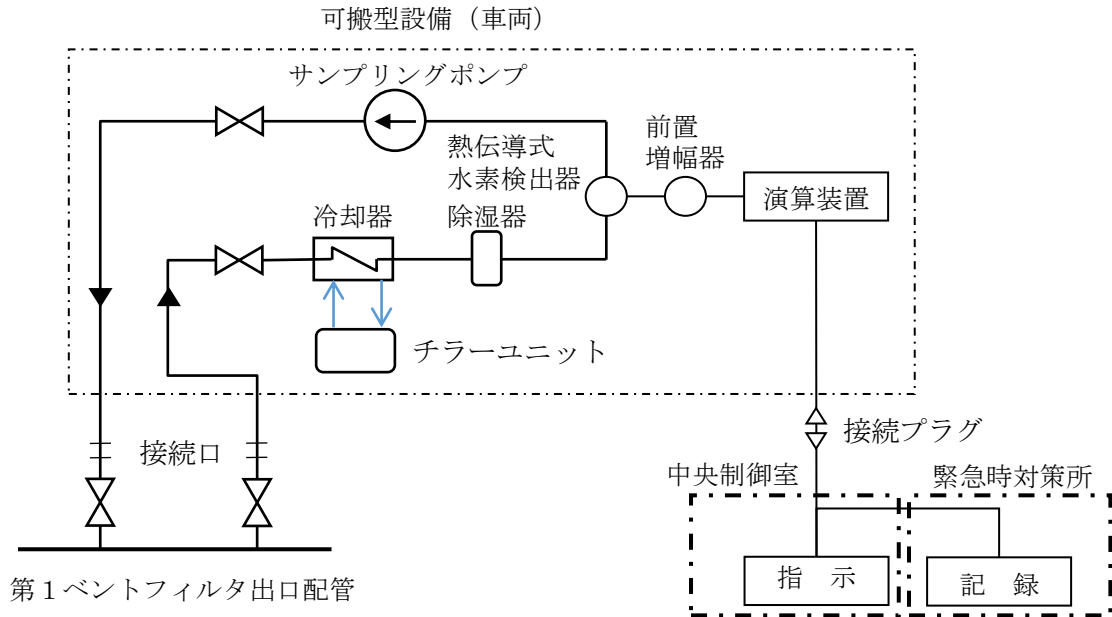 可搬型設備（車両）
サンプリングポンプ
熱伝導式
水素検出器
前置
増幅器
演算装置
冷却器
除湿器
チラーユニット
接続口
接続プラグ
中央制御室
緊急時対策所
指　示
記　録
第１ベントフィルタ出口配管